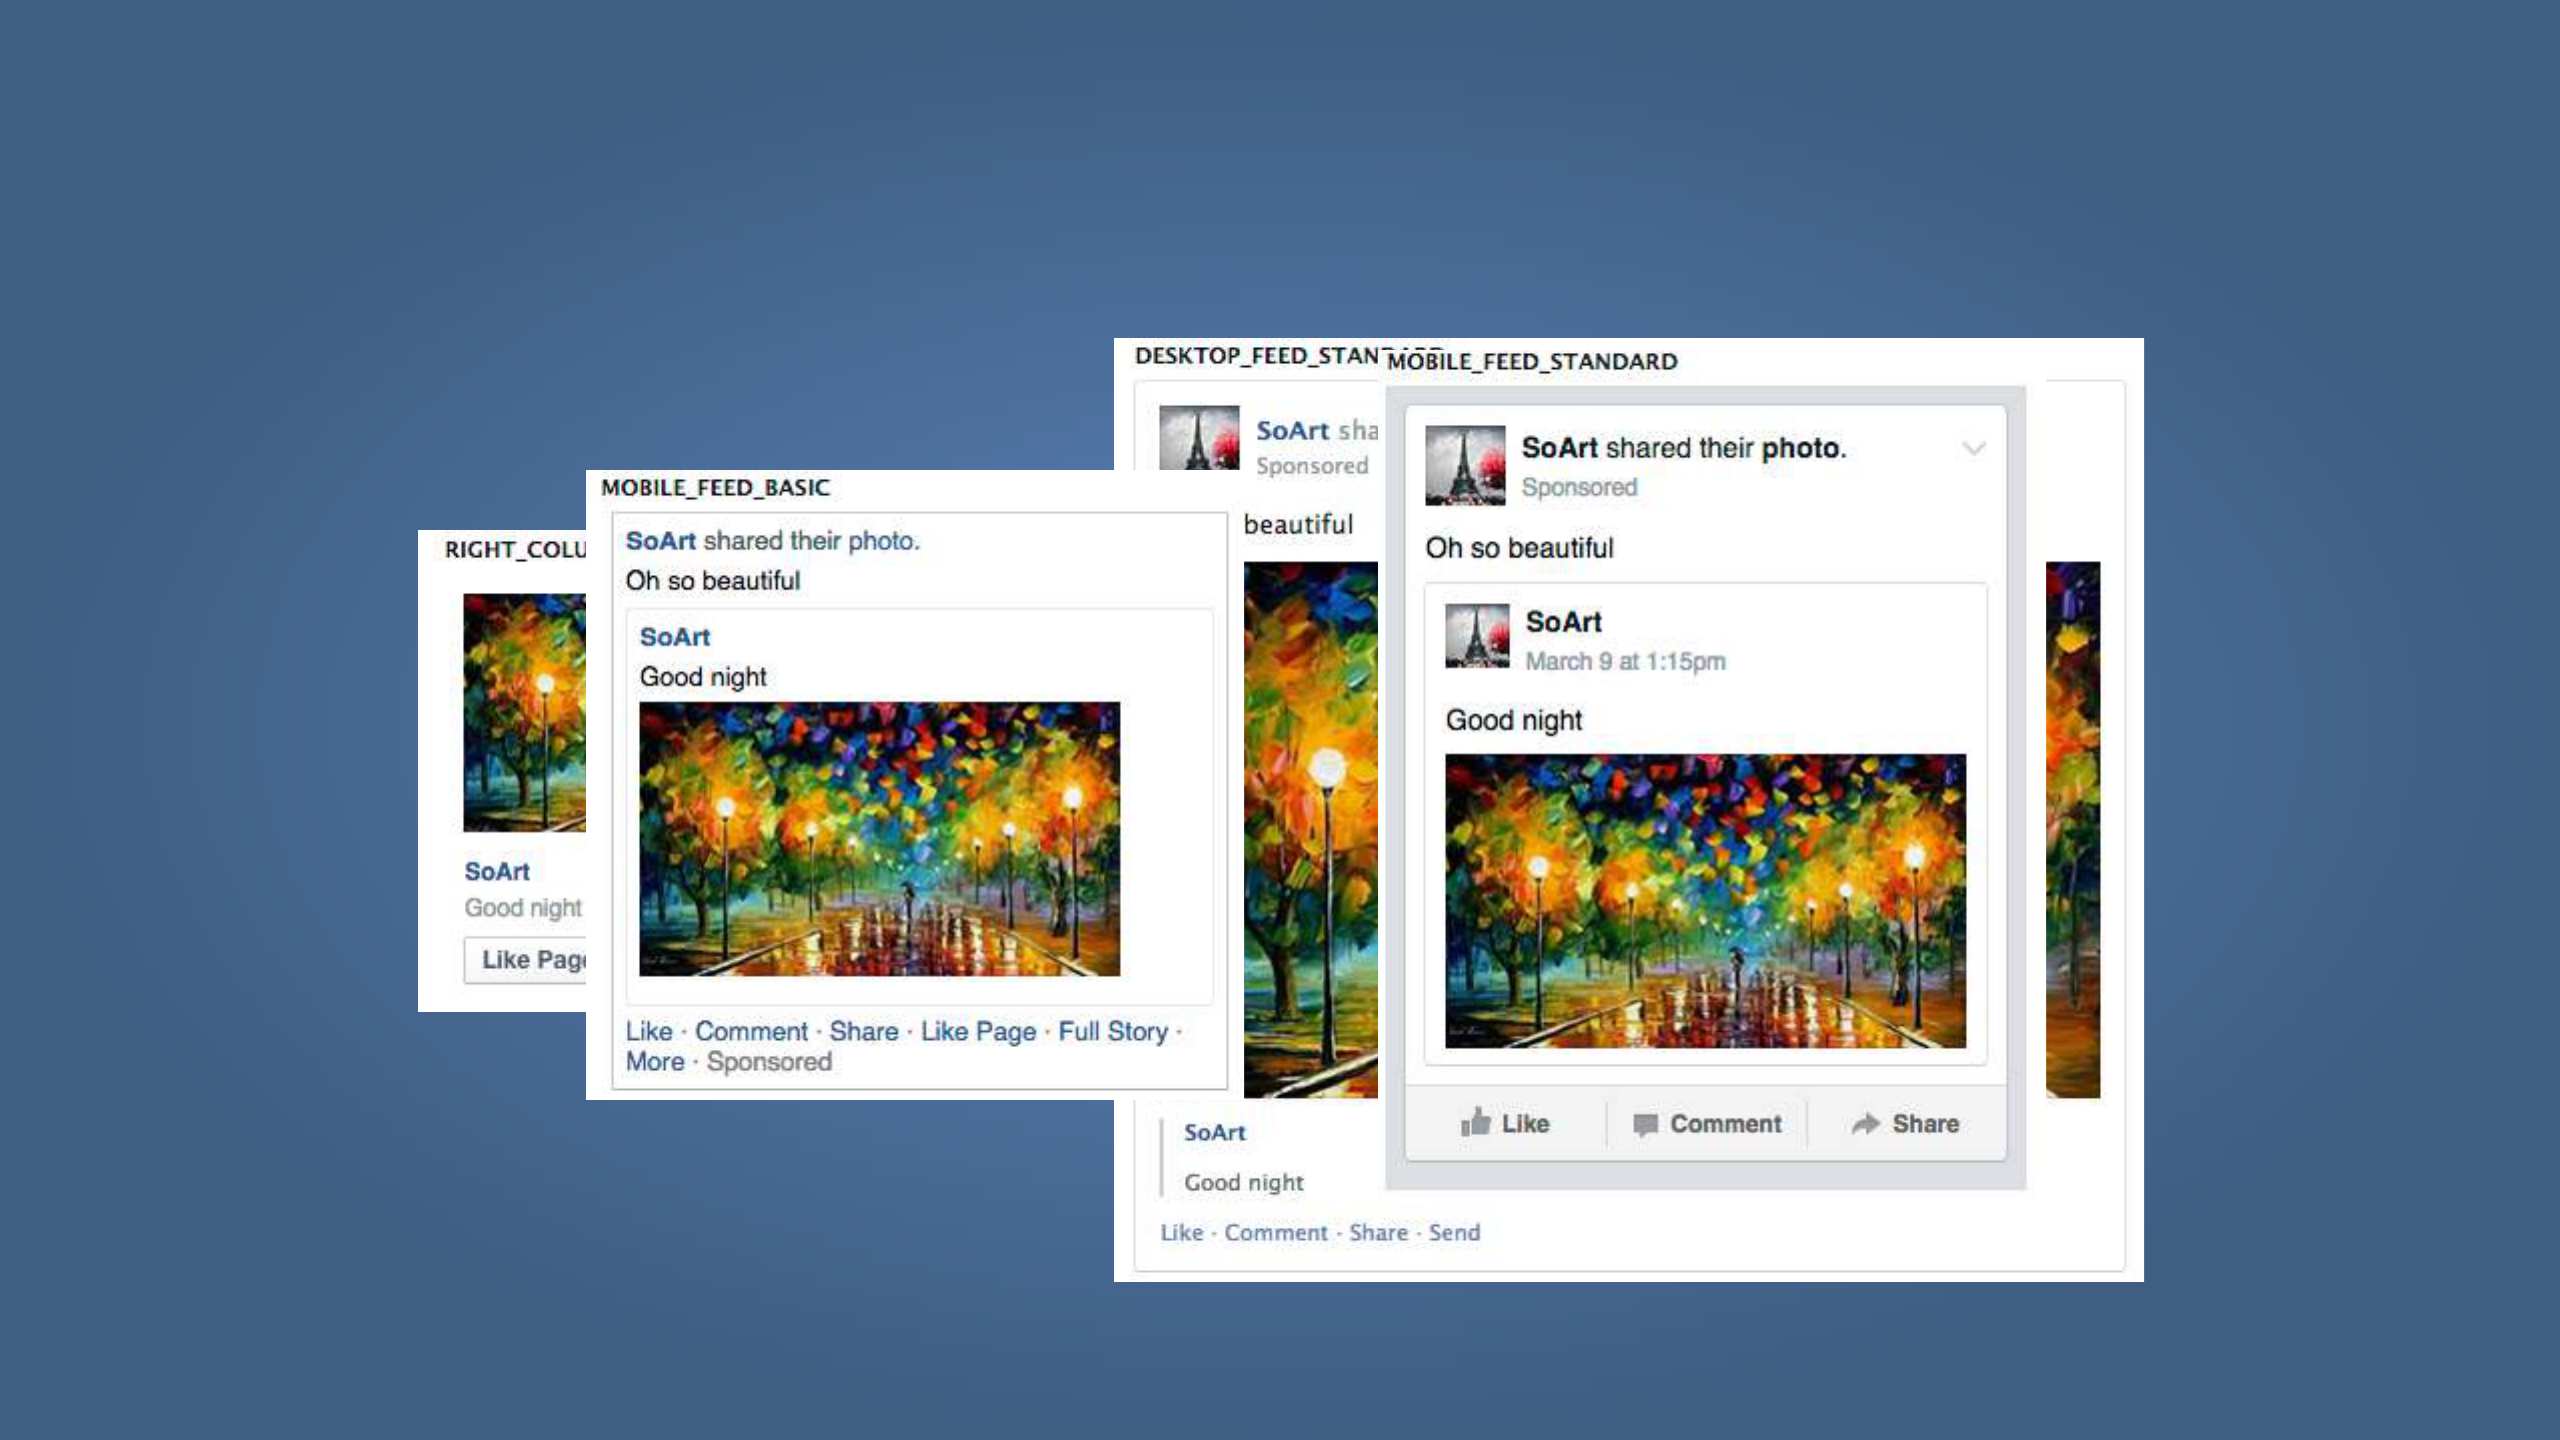 RIGHT_COLU
SoArt
Good night
Like Page
MOBILE_FEED_BASIC
SoArt shared their photo.
Oh so beautiful
SoArt
Good night
Like · Comment · Share · Like Page · Full Story ·
More · Sponsored
DESKTOP_FEED_STAN
SoArt sha
Sponsored
beautiful
SoArt
Good night
Like · Comment · Share · Send
MOBILE_FEED_STANDARD
SoArt shared their photo.
Sponsored
Oh so beautiful
SoArt
March 9 at 1:15pm
Good night
Like Comment Share